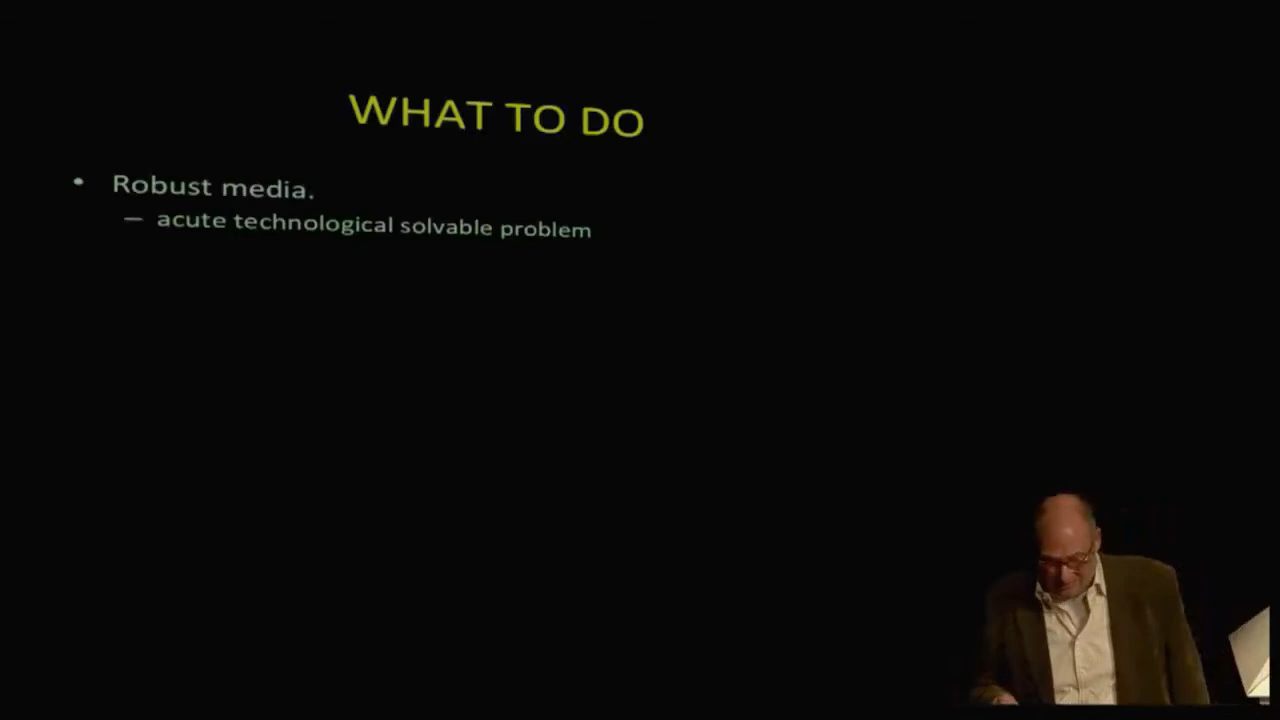 WHAT TO DO
• Robust media.
– acute technological solvable problem